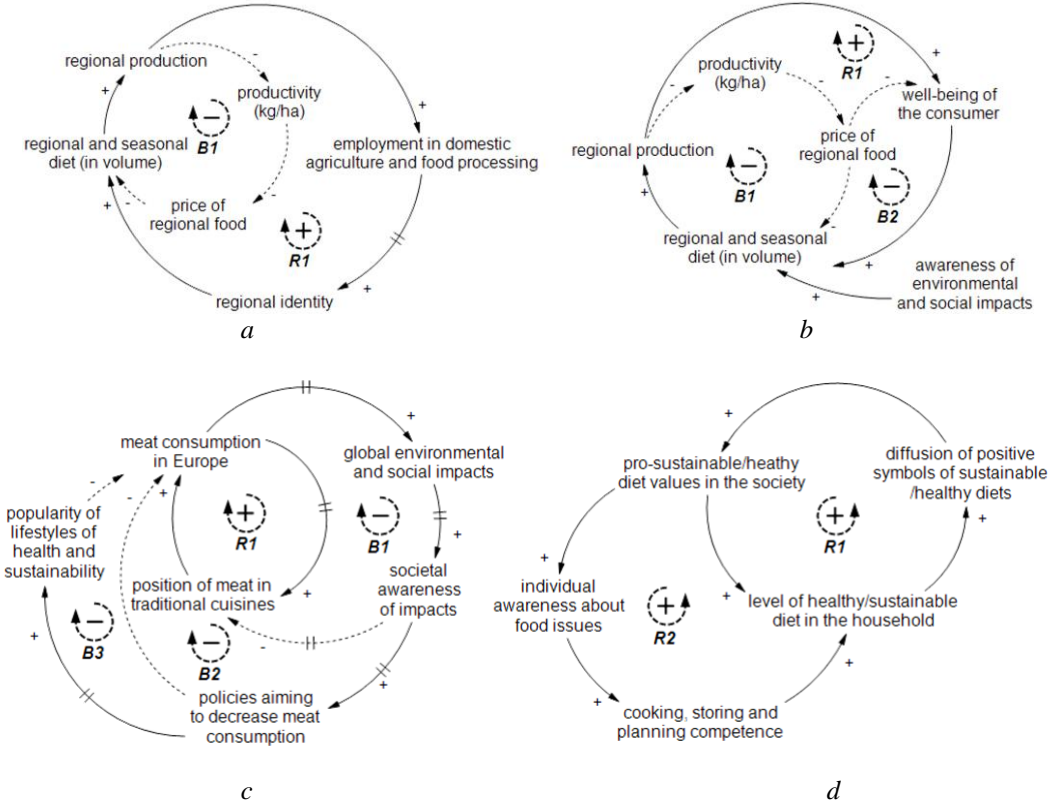 regional production
-
productivity
(kg/ha)
+
+
regional and seasonal
diet (in volume)
−
B1
employment in domestic
agriculture and food processing
+
-
price of
regional food
-
+
R1
+
regional identity
a
+
R1
+
productivity
(kg/ha)
-
-
-
well-being of
the consumer
regional production
price of
regional food
−
B1
−
B2
+
-
regional and seasonal
diet (in volume)
+
awareness of
environmental
and social impacts
+
b
+
meat consumption
in Europe
global environmental
and social impacts
-
-
+
popularity of
lifestyles of
health and
sustainability
+
R1
−
B1
+
position of meat in
traditional cuisines
+
societal
awareness
of impacts
−
B3
+
−
B2
-
+
policies aiming
to decrease meat
consumption
c
+
pro-sustainable/heathy
diet values in the society
diffusion of positive
symbols of sustainable
/healthy diets
+
R1
+
+
individual
awareness about
food issues
+
R2
+
level of healthy/sustainable
diet in the household
+
+
cooking, storing and
planning competence
d